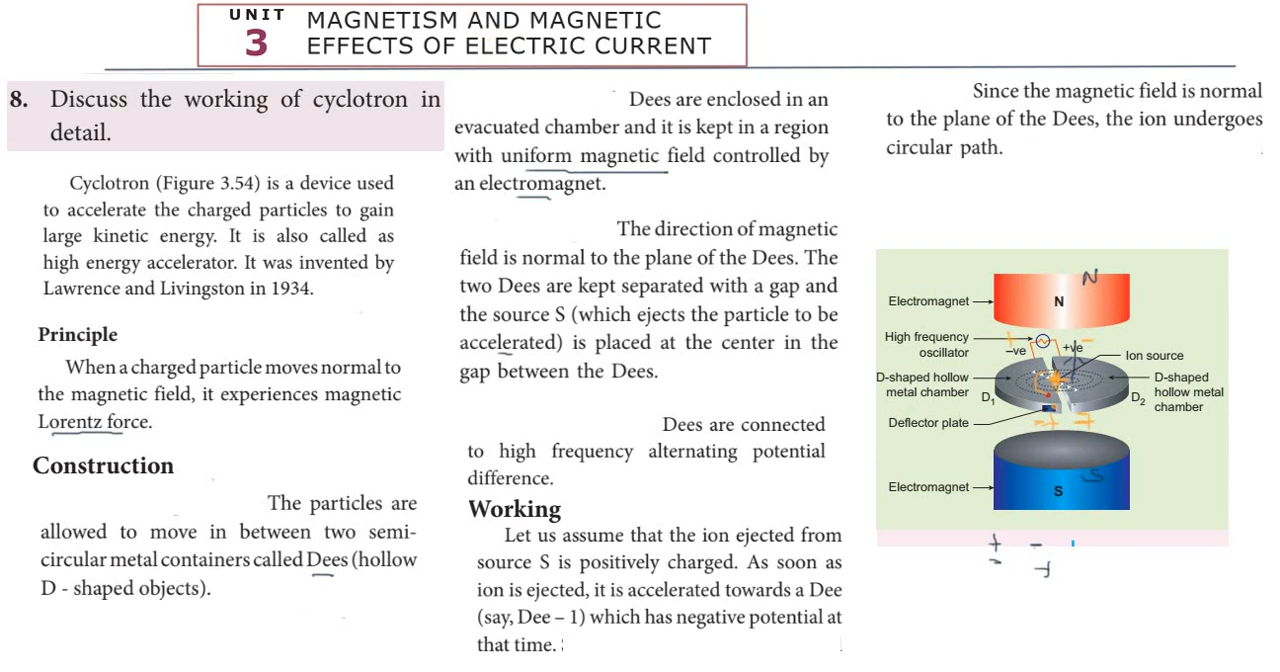 UNIT
3
MAGNETISM AND MAGNETIC
EFFECTS OF ELECTRIC CURRENT
8. Discuss the working of cyclotron in
detail.
Cyclotron (Figure 3.54) is a device used
to accelerate the charged particles to gain
large kinetic energy. It is also called as
high energy accelerator. It was invented by
Lawrence and Livingston in 1934.
Principle
When a charged particle moves normal to
the magnetic field, it experiences magnetic
Lorentz force.
Construction
The particles are
allowed to move in between two semi-
circular metal containers called Dees (hollow
D - shaped objects).
Dees are enclosed in an
evacuated chamber and it is kept in a region
with uniform magnetic field controlled by
an electromagnet.
The direction of magnetic
field is normal to the plane of the Dees. The
two Dees are kept separated with a gap and
the source S (which ejects the particle to be
accelerated) is placed at the center in the
gap between the Dees.
Dees are connected
to high frequency alternating potential
difference.
Working
Let us assume that the ion ejected from
source S is positively charged. As soon as
ion is ejected, it is accelerated towards a Dee
(say, Dee – 1) which has negative potential at
that time.
Since the magnetic field is normal
to the plane of the Dees, the ion undergoes
circular path.
N
Electromagnet
N
High frequency
oscillator
+
–
–ve
+ve
Ion source
D-shaped hollow
metal chamber
D1
D2
D-shaped
hollow metal
chamber
Deflector plate
Electromagnet
S
S
+ –
– +